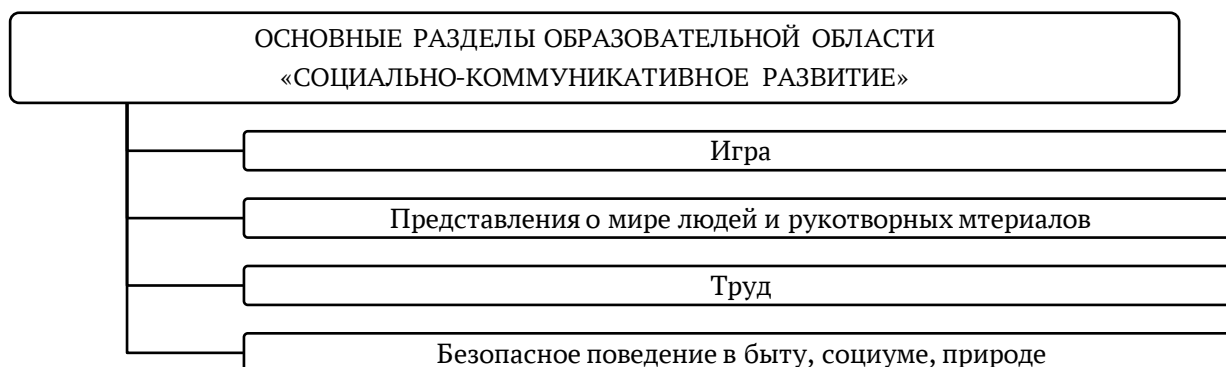 ОСНОВНЫЕ РАЗДЕЛЫ ОБРАЗОВАТЕЛЬНОЙ ОБЛАСТИ
«СОЦИАЛЬНО-КОММУНИКАТИВНОЕ РАЗВИТИЕ»
Игра
Представления о мире людей и рукотворных мтериалов
Труд
Безопасное поведение в быту, социуме, природе